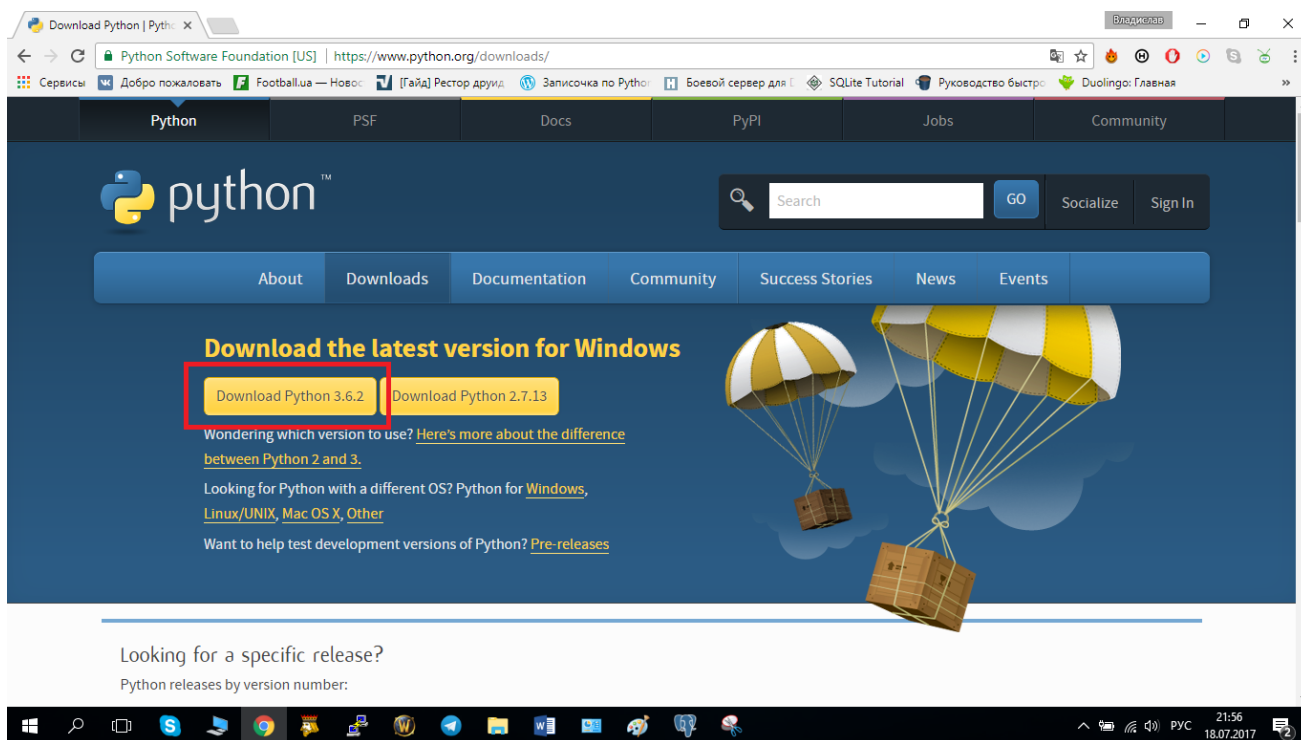 Download Python | Pytho
Владислав
Python Software Foundation [US] | https://www.python.org/downloads/
Сервисы Добро пожаловать Football.ua — Новос [Гайд] Рестор друид Записочка по Python Боевой сервер для SQLite Tutorial Руководство быстро Duolingo: Главная »
Python PSF Docs PyPI Jobs Community
python™
Search GO Socialize Sign In
About Downloads Documentation Community Success Stories News Events
Download the latest version for Windows
Download Python 3.6.2 Download Python 2.7.13
Wondering which version to use? Here's more about the difference
between Python 2 and 3.
Looking for Python with a different OS? Python for Windows,
Linux/UNIX, Mac OS X, Other
Want to help test development versions of Python? Pre-releases
Looking for a specific release?
Python releases by version number:
РУС
21:56
18.07.2017
2